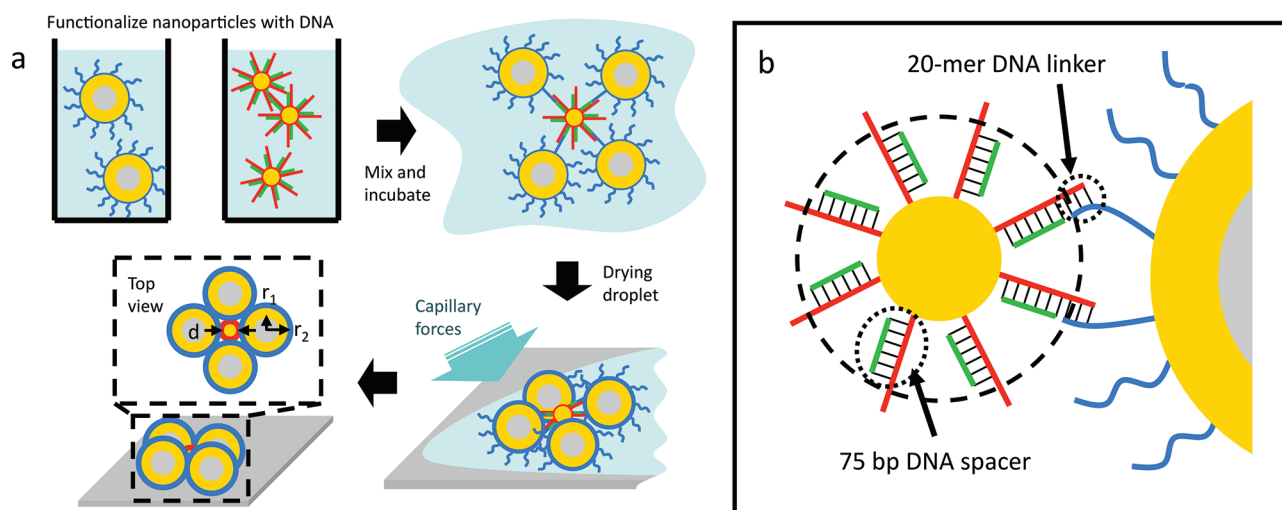 Functionalize nanoparticles with DNA
a
Mix and
incubate
Drying
droplet
Capillary
forces
Top
view
r1
d
r2
b
20-mer DNA linker
75 bp DNA spacer